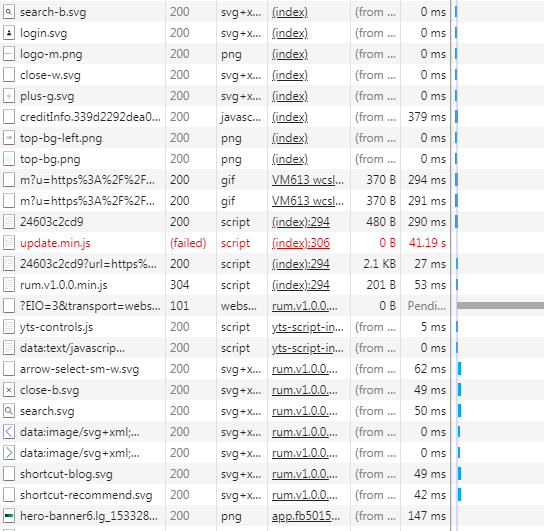 search-b.svg 200 svg+x... (index) (from ... 0 ms
login.svg 200 svg+x... (index) (from ... 0 ms
logo-m.png 200 png (index) (from ... 0 ms
close-w.svg 200 svg+x... (index) (from ... 0 ms
plus-g.svg 200 svg+x... (index) (from ... 0 ms
creditInfo.339d2292dea0... 200 javasc... (index) (from ... 379 ms
top-bg-left.png 200 png (index) (from ... 0 ms
top-bg.png 200 png (index) (from ... 0 ms
m?u=https%3A%2F%2F... 200 gif VM613 wcsl... 370 B 294 ms
m?u=https%3A%2F%2F... 200 gif VM613 wcsl... 370 B 291 ms
24603c2cd9 200 script (index):294 480 B 290 ms
update.min.js (failed) script (index):306 0 B 41.19 s
24603c2cd9?url=https%... 200 script (index):294 2.1 KB 27 ms
rum.v1.0.0.min.js 304 script (index):294 201 B 53 ms
?EIO=3&transport=webs... 101 webs... rum.v1.0.0.... 0 B Pendi...
yts-controls.js 200 script yts-script-in... (from ... 5 ms
data:text/javascrip... 200 script yts-script-in... (from ... 0 ms
arrow-select-sm-w.svg 200 svg+x... rum.v1.0.0.... (from ... 62 ms
close-b.svg 200 svg+x... rum.v1.0.0.... (from ... 49 ms
search.svg 200 svg+x... rum.v1.0.0.... (from ... 50 ms
data:image/svg+xml;... 200 svg+x... rum.v1.0.0.... (from ... 0 ms
data:image/svg+xml;... 200 svg+x... rum.v1.0.0.... (from ... 0 ms
shortcut-blog.svg 200 svg+x... rum.v1.0.0.... (from ... 49 ms
shortcut-recommend.svg 200 svg+x... rum.v1.0.0.... (from ... 42 ms
hero-banner6.lg_153328... 200 png app.fb5015... (from ... 147 ms